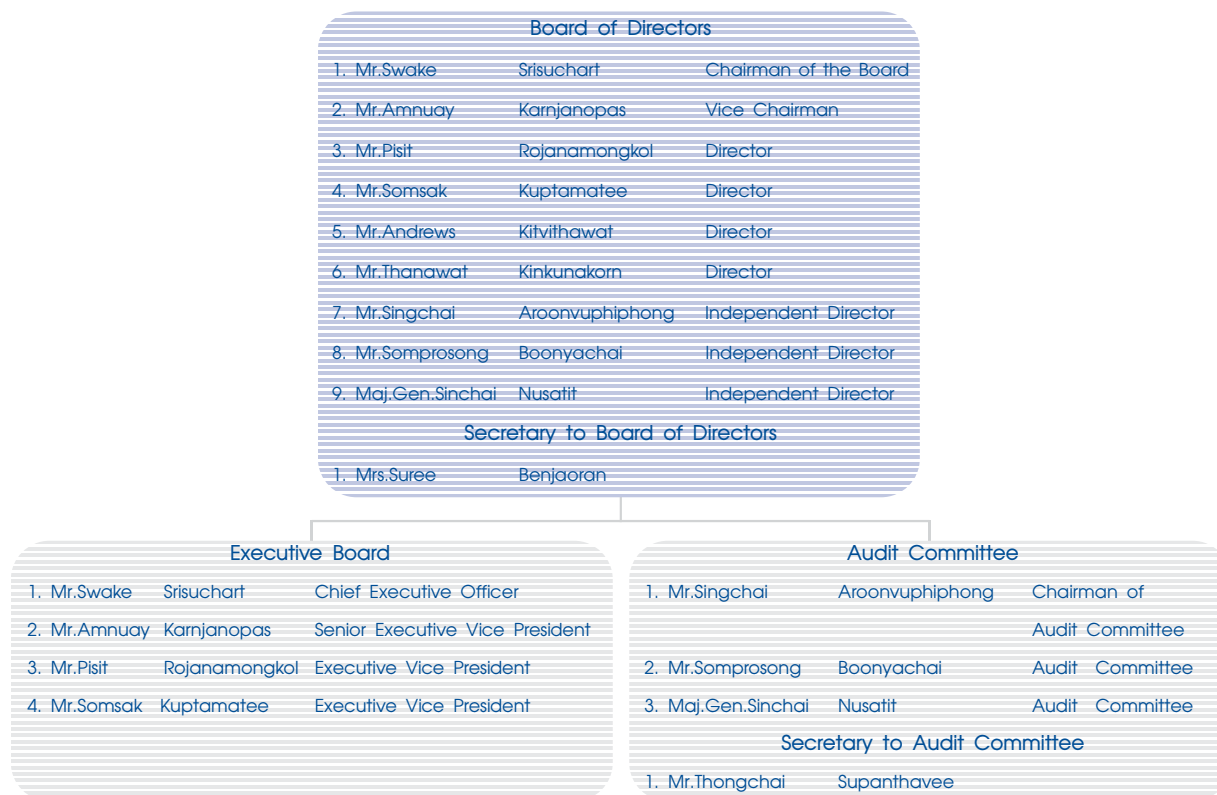 Board of Directors
1. Mr.Swake Srisuchart Chairman of the Board
2. Mr.Amnuay Karnjanopas Vice Chairman
3. Mr.Pisit Rojanamongkol Director
4. Mr.Somsak Kuptamatee Director
5. Mr.Andrews Kitvithawat Director
6. Mr.Thanawat Kinkunakorn Director
7. Mr.Singchai Aroonvuphiphong Independent Director
8. Mr.Somprosong Boonyachai Independent Director
9. Maj.Gen.Sinchai Nusatit Independent Director
Secretary to Board of Directors
1. Mrs.Suree Benjaoran
Executive Board
1. Mr.Swake Srisuchart Chief Executive Officer
2. Mr.Amnuay Karnjanopas Senior Executive Vice President
3. Mr.Pisit Rojanamongkol Executive Vice President
4. Mr.Somsak Kuptamatee Executive Vice President
Audit Committee
1. Mr.Singchai Aroonvuphiphong Chairman of
Audit Committee
2. Mr.Somprosong Boonyachai Audit Committee
3. Maj.Gen.Sinchai Nusatit Audit Committee
Secretary to Audit Committee
1. Mr.Thongchai Supanthavee